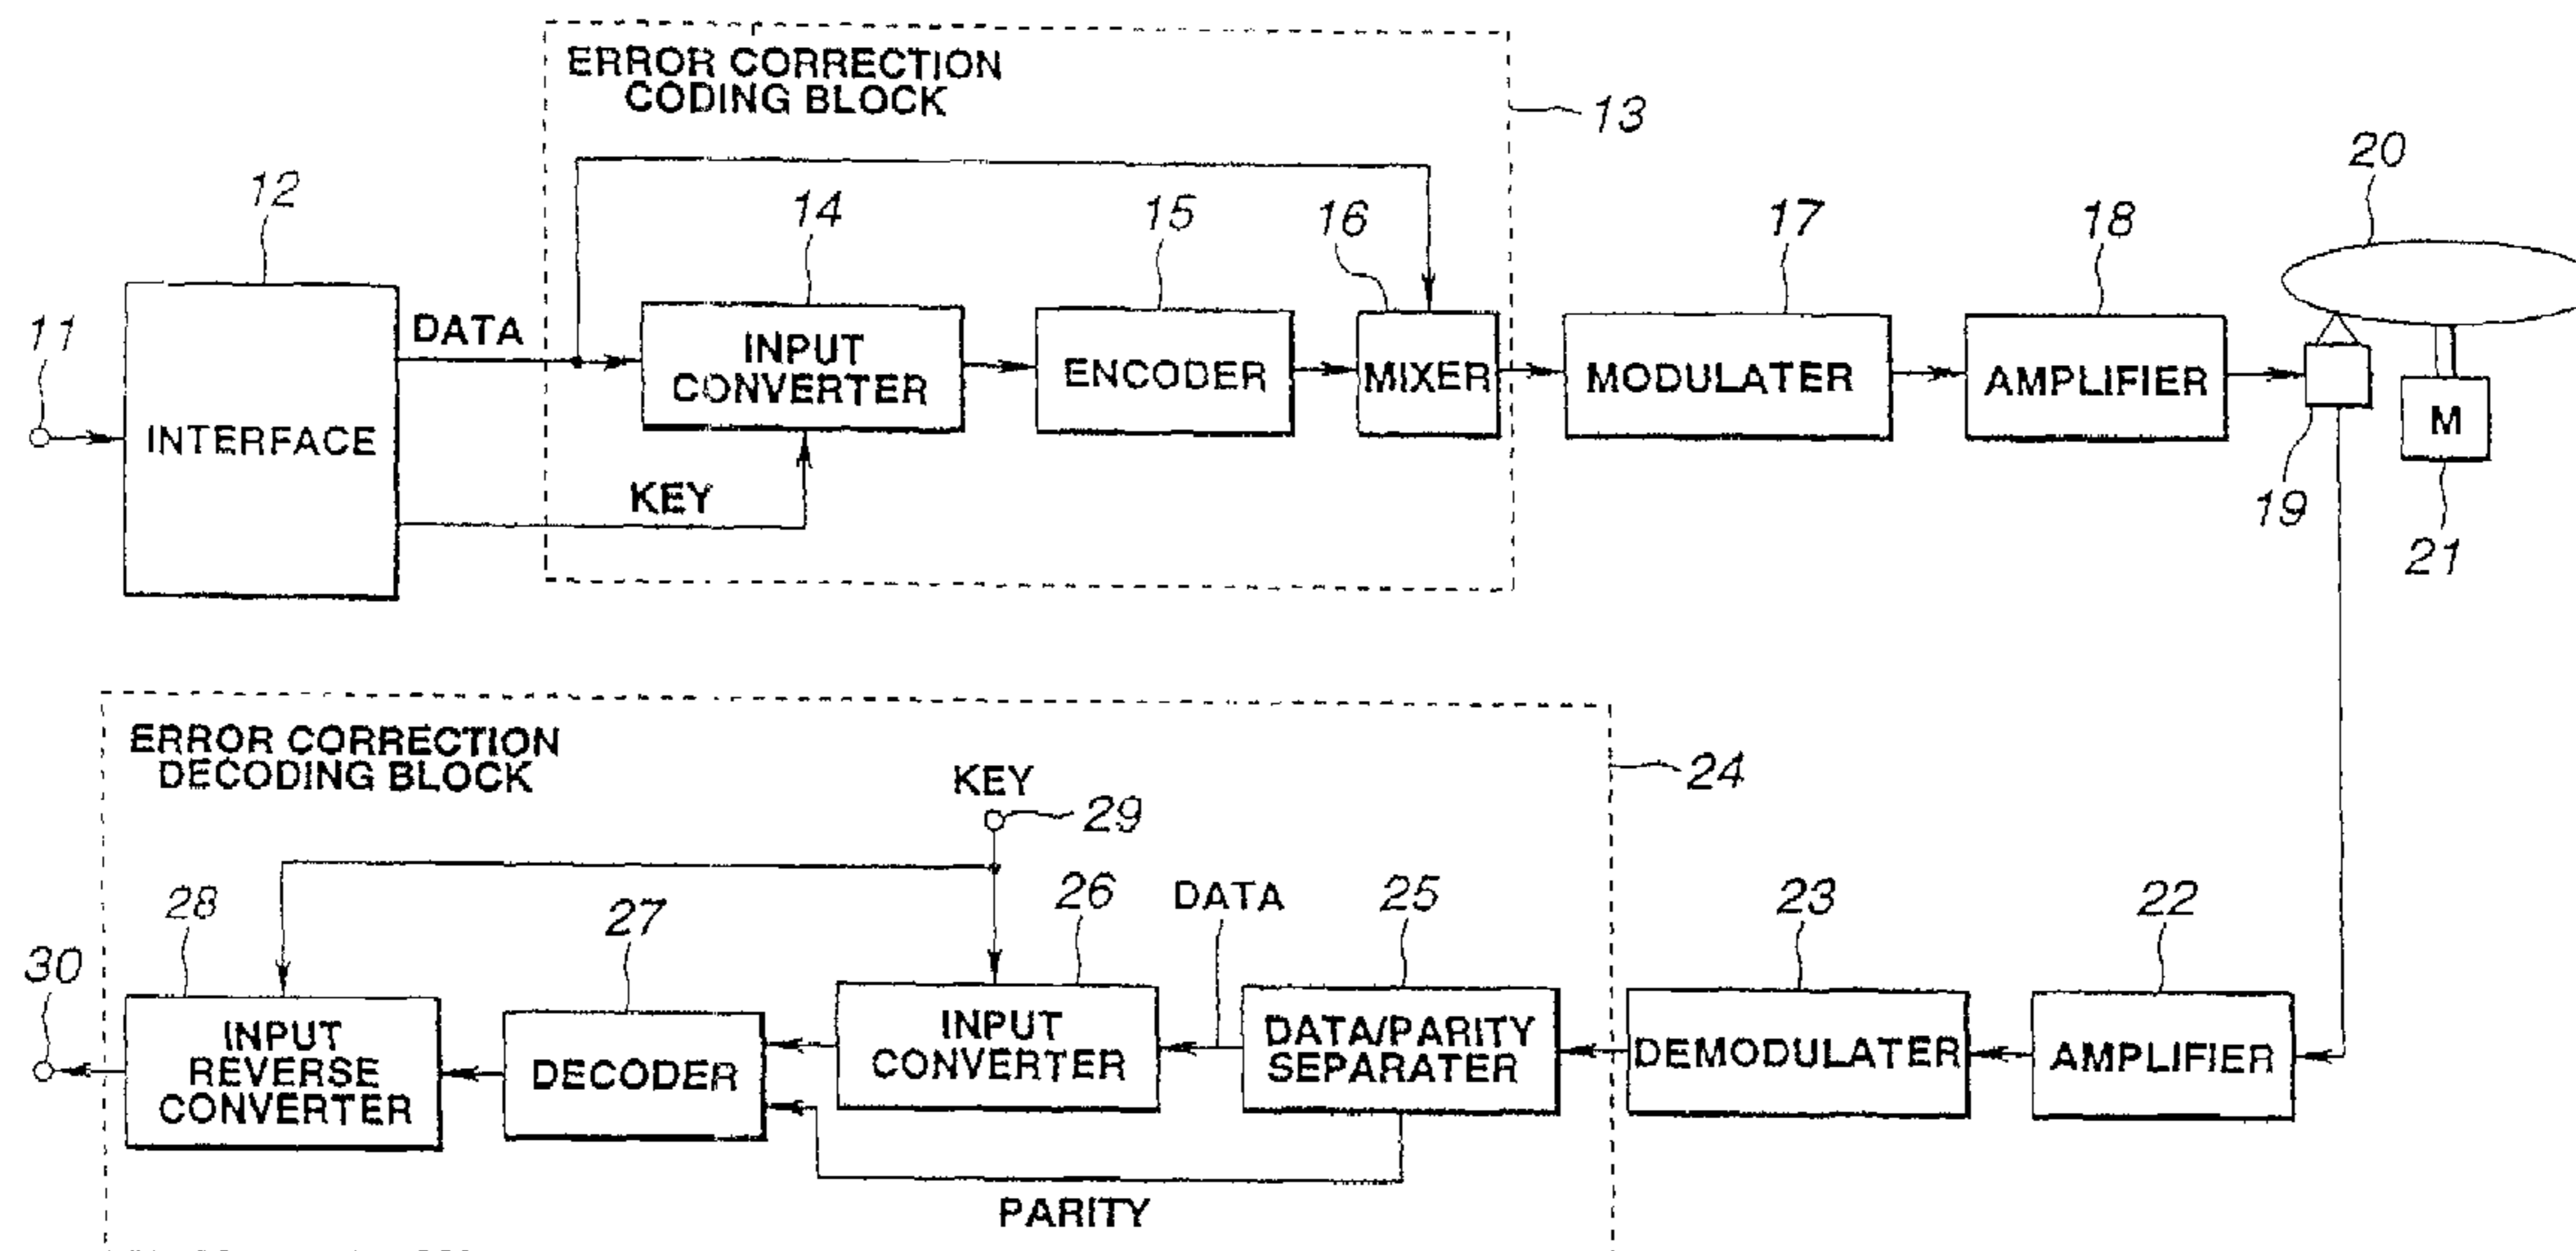 ERROR CORRECTION
CODING BLOCK
13
20
12
14
15
16
17
18
11
DATA
INPUT
CONVERTER
ENCODER
MIXER
MODULATER
AMPLIFIER
M
INTERFACE
KEY
19
21
ERROR CORRECTION
DECODING BLOCK
KEY
24
29
28
27
26
DATA
25
23
22
30
INPUT
REVERSE
CONVERTER
DECODER
INPUT
CONVERTER
DATA/PARITY
SEPARATER
DEMODULATER
AMPLIFIER
PARITY